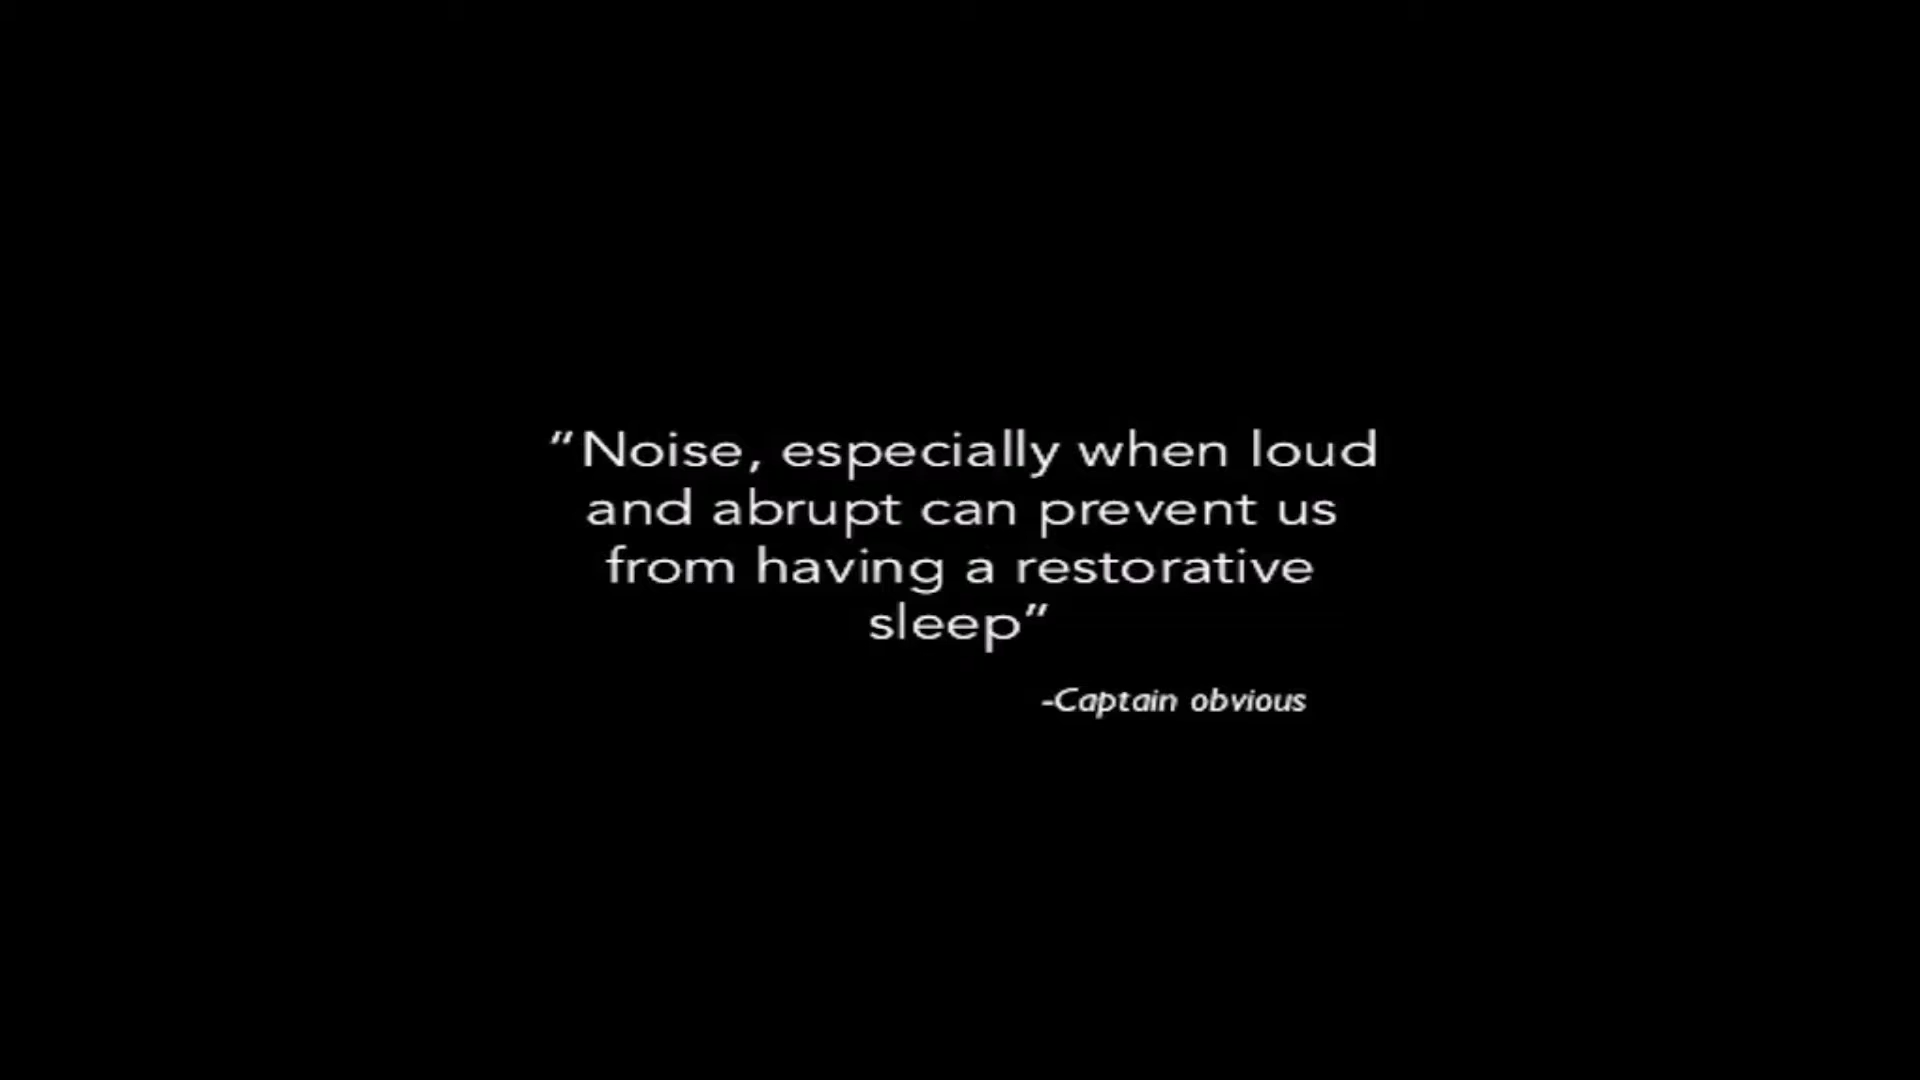 "Noise, especially when loud
and abrupt can prevent us
from having a restorative
sleep"
-Captain obvious